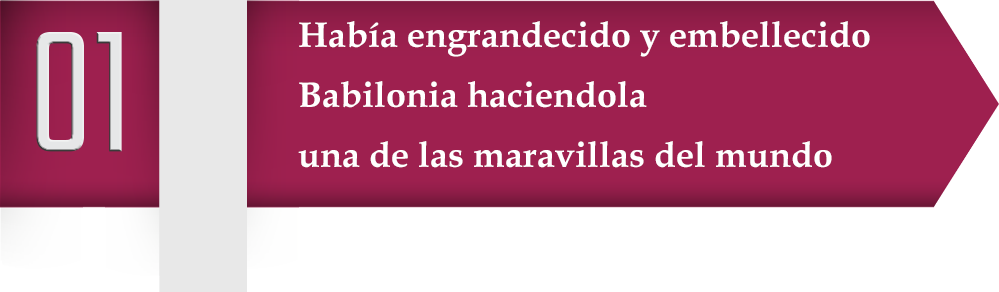 01
Había engrandecido y embellecido
Babilonia haciendola
una de las maravillas del mundo